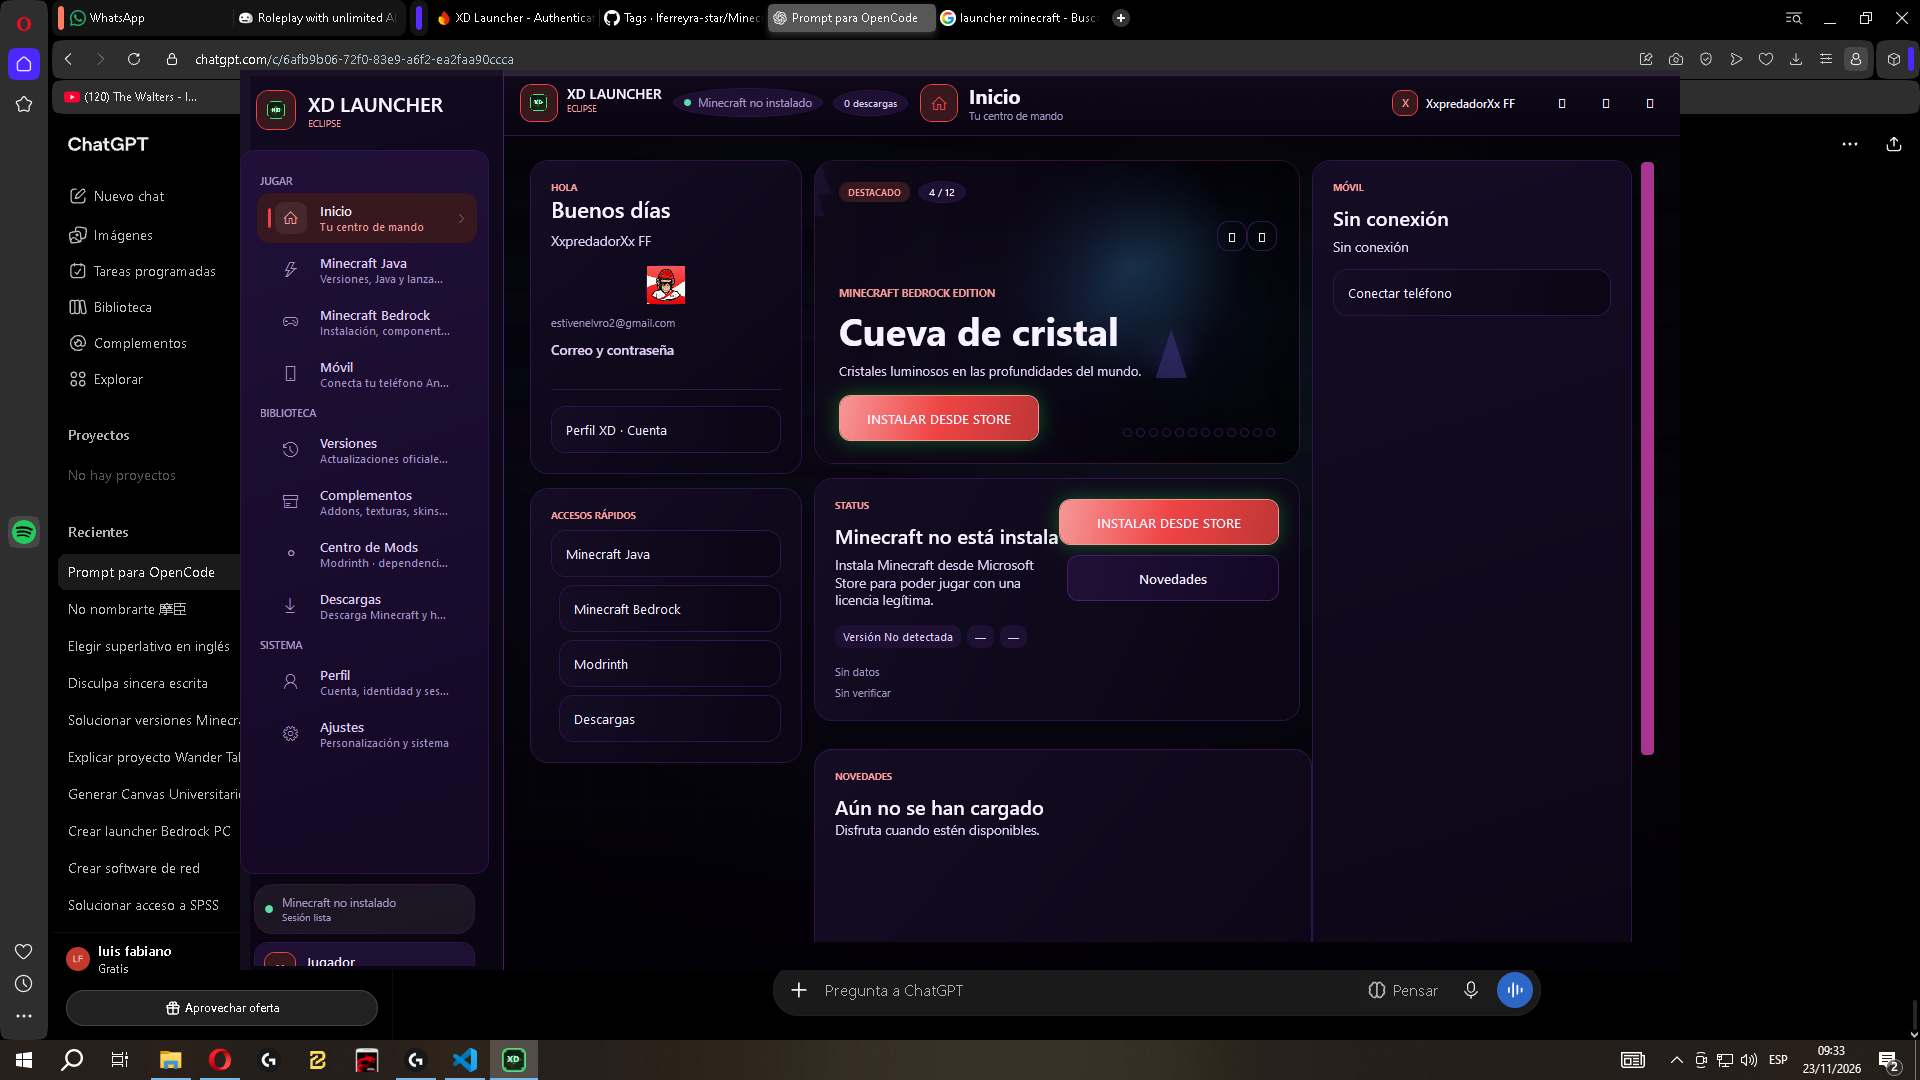 WhatsApp
Roleplay with unlimited AI
XD Launcher - Authenticat
Tags · lferreyra-star/Minec
Prompt para OpenCode
launcher minecraft - Busc
chatgpt.com/c/6afb9b06-72f0-83e9-a6f2-ea2faa90ccca
(120) The Walters - I...
ChatGPT
Nuevo chat
Imágenes
Tareas programadas
Biblioteca
Complementos
Explorar
Proyectos
No hay proyectos
Recientes
Prompt para OpenCode
No nombrarte 摩臣
Elegir superlativo en inglés
Disculpa sincera escrita
Solucionar versiones Minecra
Explicar proyecto Wander Tal
Generar Canvas Universitario
Crear launcher Bedrock PC
Crear software de red
Solucionar acceso a SPSS
LF
luis fabiano
Gratis
Aprovechar oferta
XD LAUNCHER
ECLIPSE
JUGAR
Inicio
Tu centro de mando
Minecraft Java
Versiones, Java y lanza...
Minecraft Bedrock
Instalación, component...
Móvil
Conecta tu teléfono An...
BIBLIOTECA
Versiones
Actualizaciones oficiale...
Complementos
Addons, texturas, skins...
Centro de Mods
Modrinth · dependenci...
Descargas
Descarga Minecraft y h...
SISTEMA
Perfil
Cuenta, identidad y ses...
Ajustes
Personalización y sistema
Minecraft no instalado
Sesión lista
Jugador
XD LAUNCHER
ECLIPSE
Minecraft no instalado
0 descargas
Inicio
Tu centro de mando
X
XxpredadorXx FF
HOLA
Buenos días
XxpredadorXx FF
estivenelvro2@gmail.com
Correo y contraseña
Perfil XD · Cuenta
ACCESOS RÁPIDOS
Minecraft Java
Minecraft Bedrock
Modrinth
Descargas
DESTACADO
4 / 12
MINECRAFT BEDROCK EDITION
Cueva de cristal
Cristales luminosos en las profundidades del mundo.
INSTALAR DESDE STORE
STATUS
Minecraft no está instala
Instala Minecraft desde Microsoft
Store para poder jugar con una
licencia legítima.
INSTALAR DESDE STORE
Novedades
Versión No detectada
—
—
Sin datos
Sin verificar
NOVEDADES
Aún no se han cargado
Disfruta cuando estén disponibles.
MÓVIL
Sin conexión
Sin conexión
Conectar teléfono
Pregunta a ChatGPT
Pensar
XD
ESP
09:33
23/11/2026
2